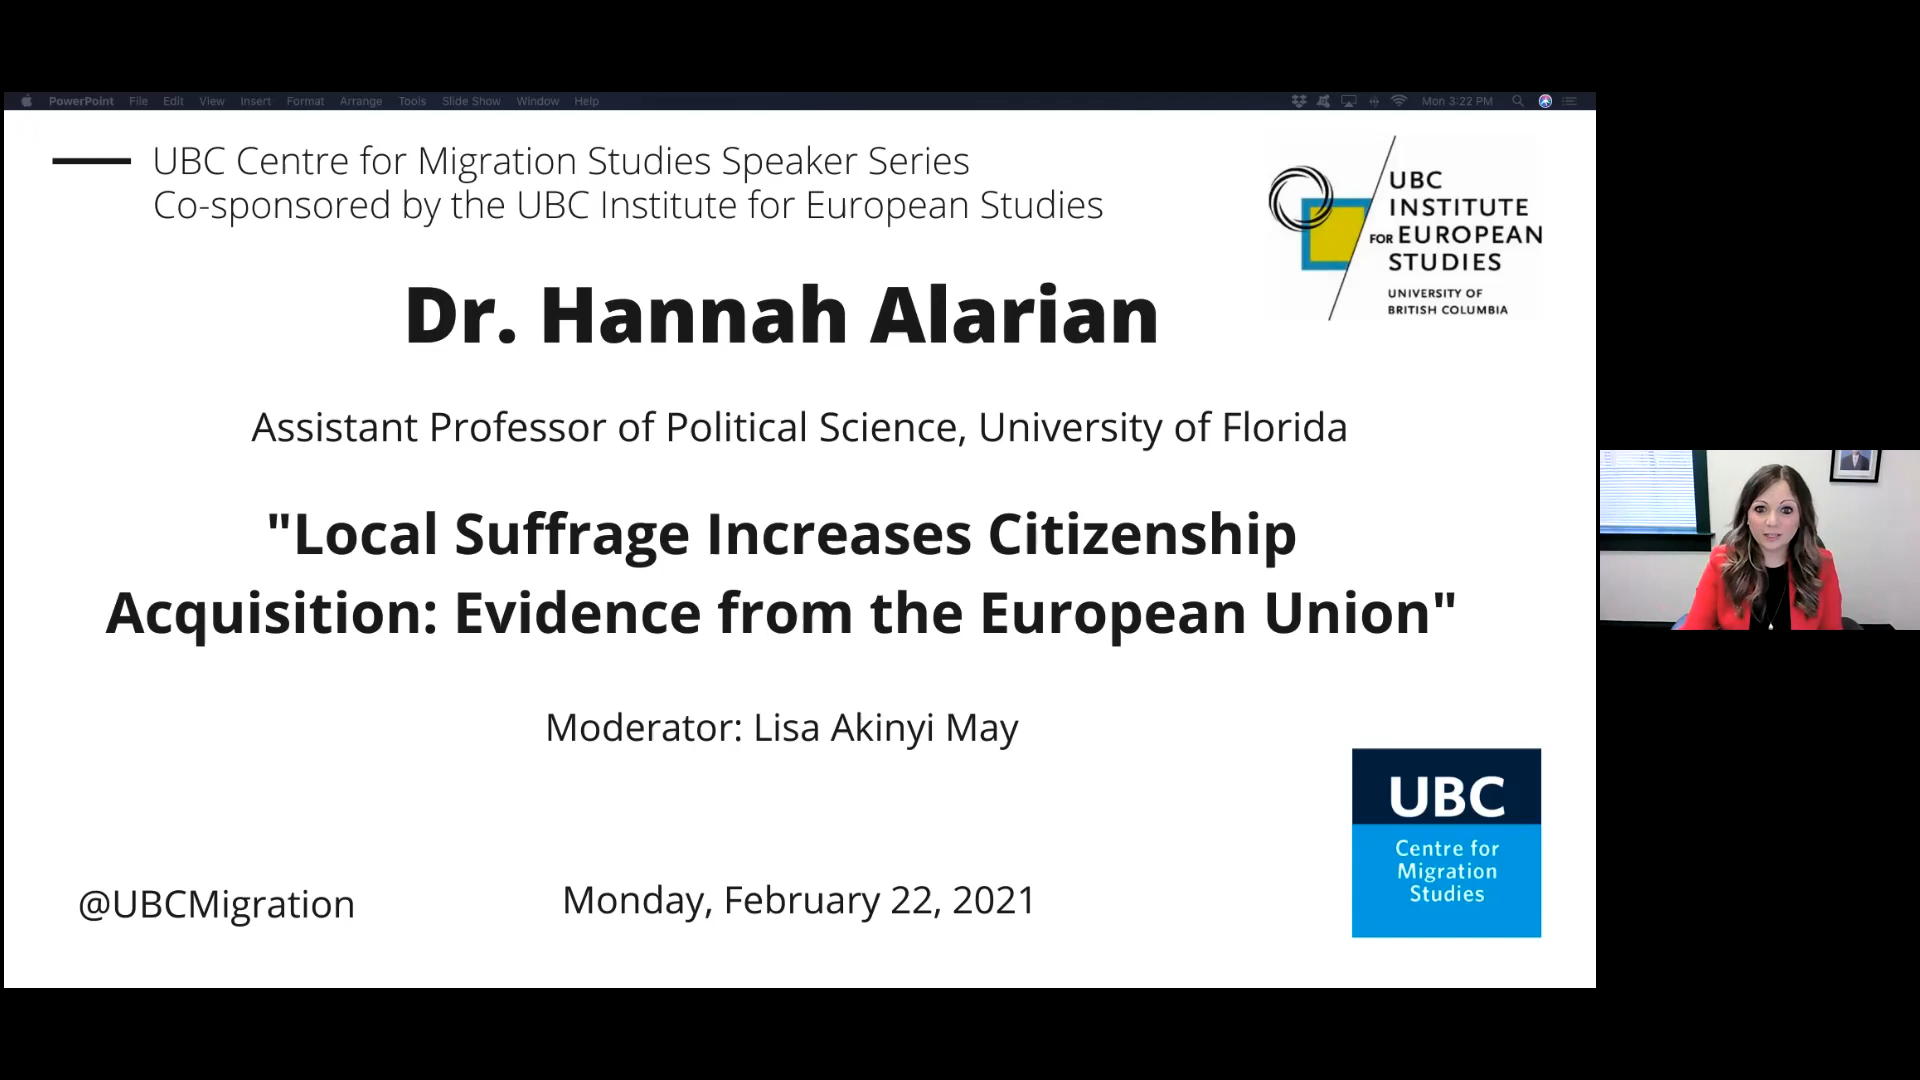 PowerPoint File Edit View Insert Format Arrange Tools Slide Show Window Help Mon 3:22 PM
UBC Centre for Migration Studies Speaker Series
Co-sponsored by the UBC Institute for European Studies
UBC
INSTITUTE
FOR EUROPEAN
STUDIES
UNIVERSITY OF
BRITISH COLUMBIA
Dr. Hannah Alarian
Assistant Professor of Political Science, University of Florida
"Local Suffrage Increases Citizenship
Acquisition: Evidence from the European Union"
Moderator: Lisa Akinyi May
UBC
Centre for
Migration
Studies
@UBCMigration
Monday, February 22, 2021